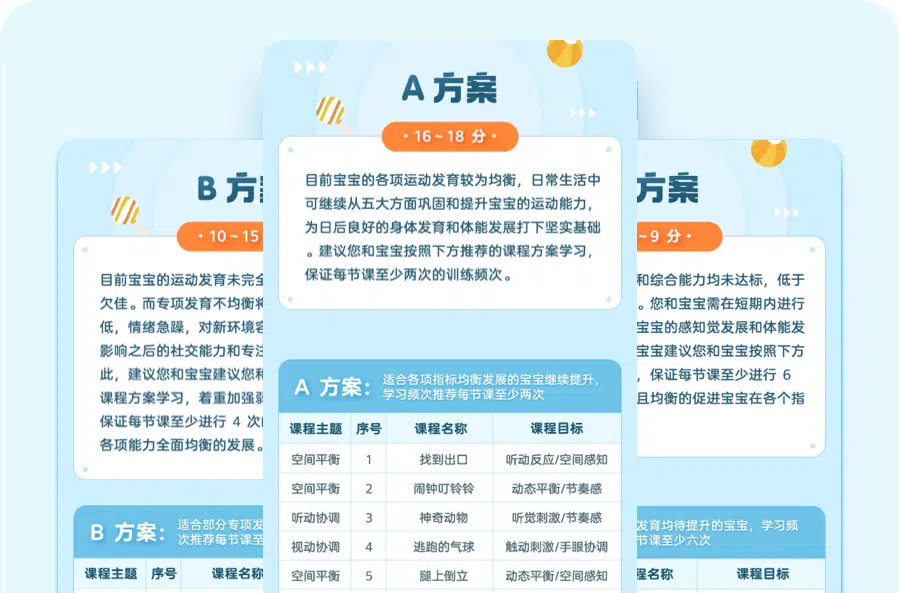 A 方案
·16~18 分·
目前宝宝的各项运动发育较为均衡，日常生活中
可继续从五大方面巩固和提升宝宝的运动能力，
为日后良好的身体发育和体能发展打下坚实基础
。建议您和宝宝按照下方推荐的课程方案学习，
保证每节课至少两次的训练频次。
A 方案：
适合各项指标均衡发展的宝宝继续提升，
学习频次推荐每节课至少两次
课程主题 序号 课程名称 课程目标
空间平衡 1 找到出口 听动反应/空间感知
空间平衡 2 闹钟叮铃铃 动态平衡/节奏感
听动协调 3 神奇动物 听觉刺激/节奏感
视动协调 4 逃跑的气球 触动刺激/手眼协调
空间平衡 5 腿上倒立 动态平衡/空间感知
B 方
·10~15
目前宝宝的运动发育未完全
欠佳。而专项发育不均衡将
低，情绪急躁，对新环境容
影响之后的社交能力和专注
此，建议您和宝宝建议您和
课程方案学习，着重加强弱
保证每节课至少进行 4 次
各项能力全面均衡的发展。
B 方案：
适合部分专项发
次推荐每节课至
课程主题 序号 课程名称
方案
~9 分·
和综合能力均未达标，低于
。您和宝宝需在短期内进行
宝宝的感知觉发展和体能发
宝宝建议您和宝宝按照下方
，保证每节课至少进行 6
且均衡的促进宝宝在各个指
发育均待提升的宝宝，学习频
节课至少六次
程名称 课程目标